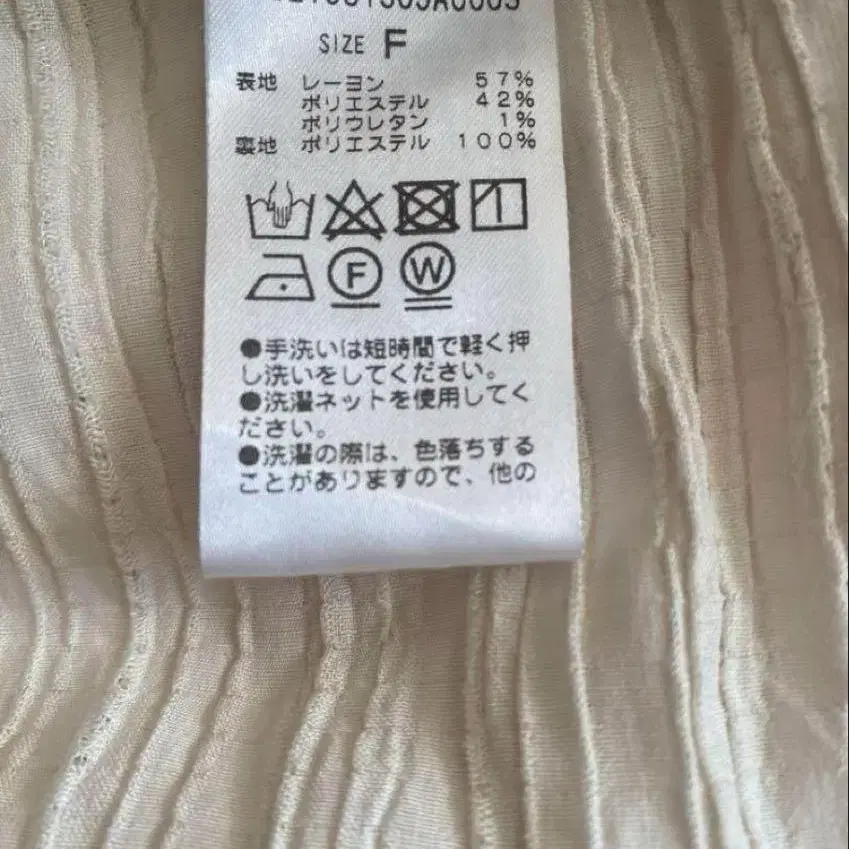 SIZE F
表地 レーヨン 57%
ポリエステル 42%
ポリウレタン 1%
裏地 ポリエステル 100%
F W
●手洗いは短時間で軽く押
し洗いをしてください。
●洗濯ネットを使用してく
ださい。
●洗濯の際は、色落ちする
ことがありますので、他の